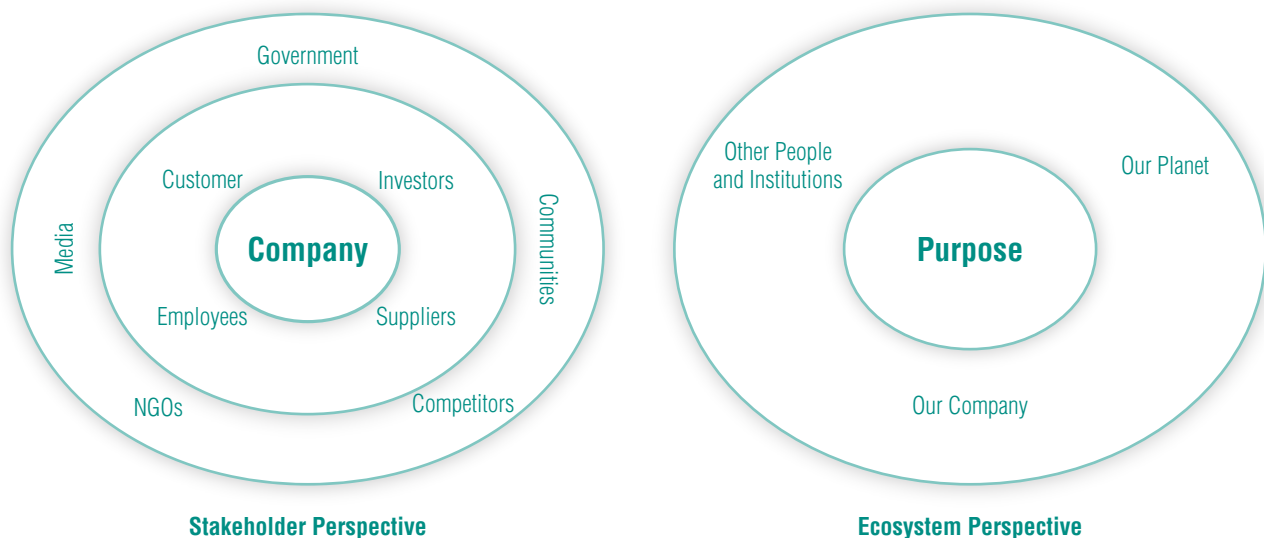 Government
Customer
Investors
Company
Media
Communities
Employees
Suppliers
NGOs
Competitors
Stakeholder Perspective
Other People
and Institutions
Our Planet
Purpose
Our Company
Ecosystem Perspective